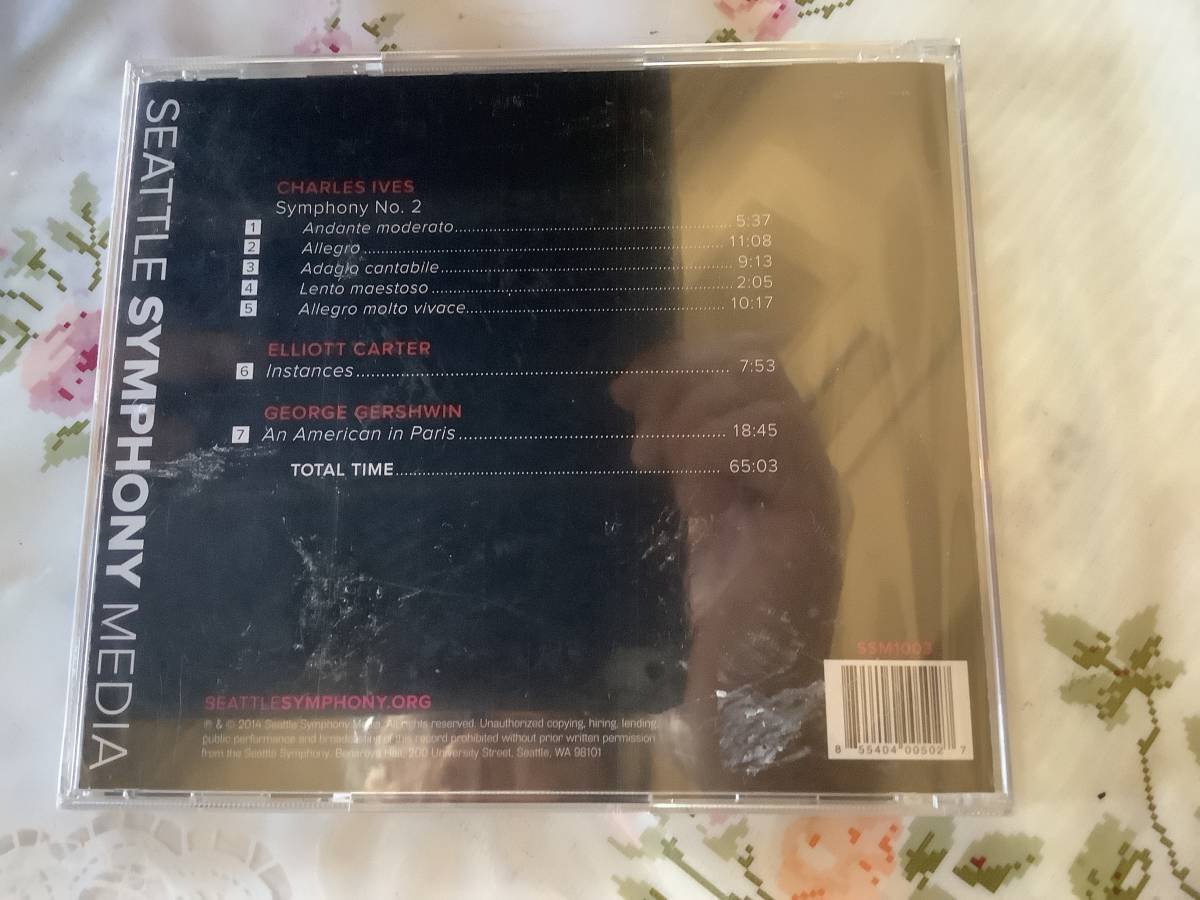 SEATTLE SYMPHONY MEDIA
CHARLES IVES
Symphony No. 2
1 Andante moderato 5:37
2 Allegro 11:08
3 Adagio cantabile 9:13
4 Lento maestoso 2:05
5 Allegro molto vivace 10:17
ELLIOTT CARTER
6 Instances 7:53
GEORGE GERSHWIN
7 An American in Paris 18:45
TOTAL TIME 65:03
SSM1003
8 55404 00502 7
SEATTLESYMPHONY.ORG
℗ & © 2014 Seattle Symphony Media. All rights reserved. Unauthorized copying, hiring, lending,
public performance and broadcasting of this record prohibited without prior written permission
from the Seattle Symphony. Benaroya Hall, 200 University Street, Seattle, WA 98101